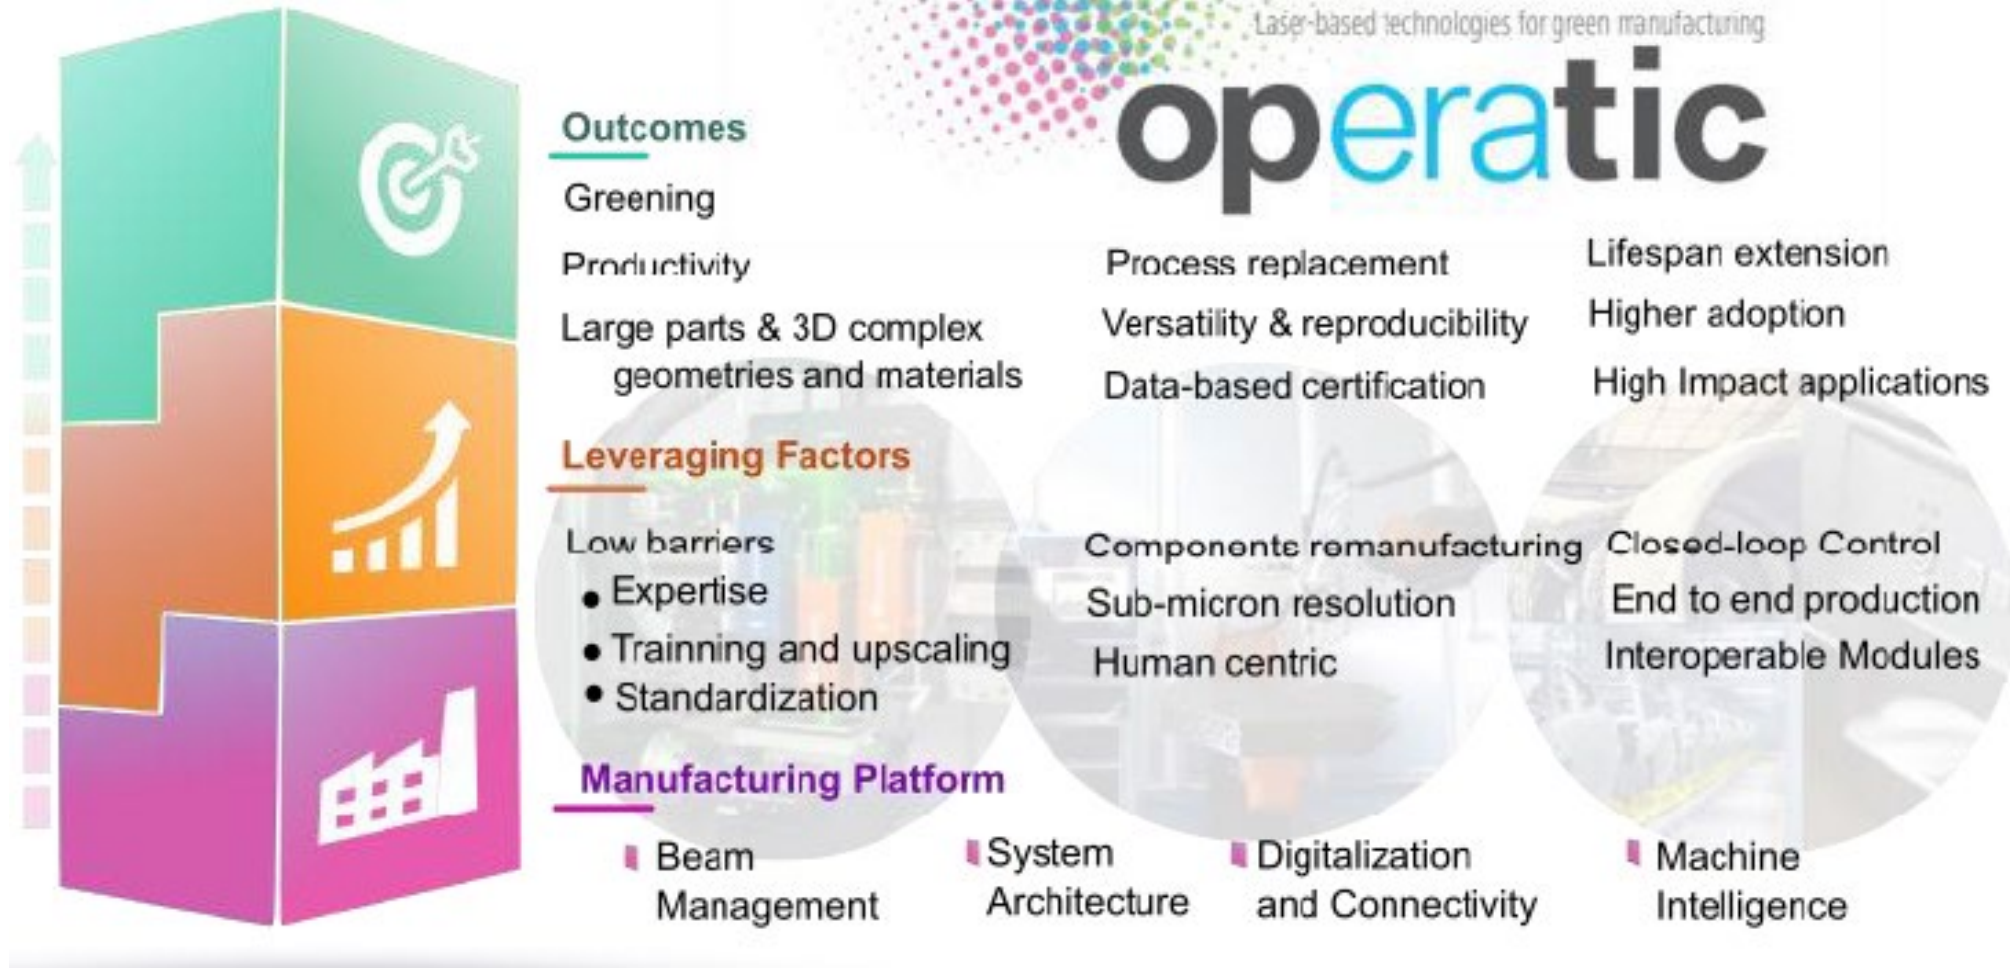 Laser-based technologies for green manufacturing
operatic
Outcomes
Greening
Productivity
Large parts & 3D complex
geometries and materials
Process replacement
Versatility & reproducibility
Data-based certification
Lifespan extension
Higher adoption
High Impact applications
Leveraging Factors
Low barriers
• Expertise
• Trainning and upscaling
• Standardization
Components remanufacturing
Sub-micron resolution
Human centric
Closed-loop Control
End to end production
Interoperable Modules
Manufacturing Platform
Beam
Management
System
Architecture
Digitalization
and Connectivity
Machine
Intelligence